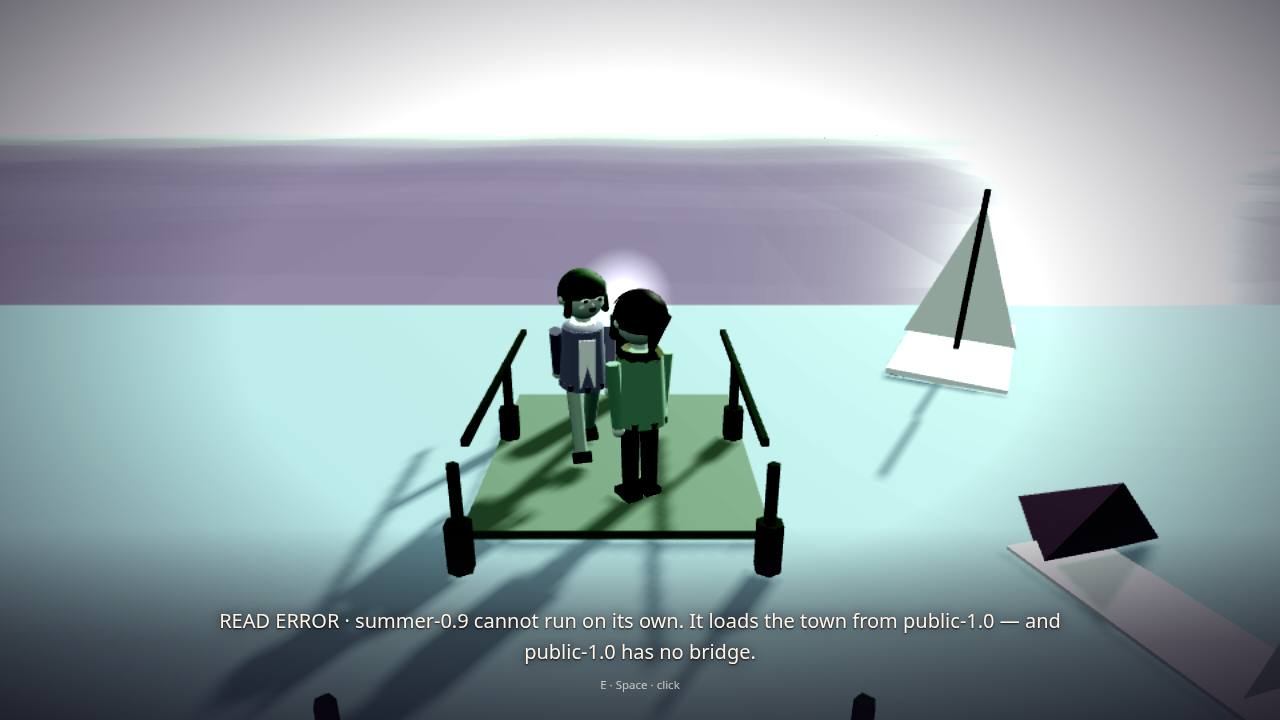 READ ERROR · summer-0.9 cannot run on its own. It loads the town from public-1.0 — and
public-1.0 has no bridge.
E · Space · click